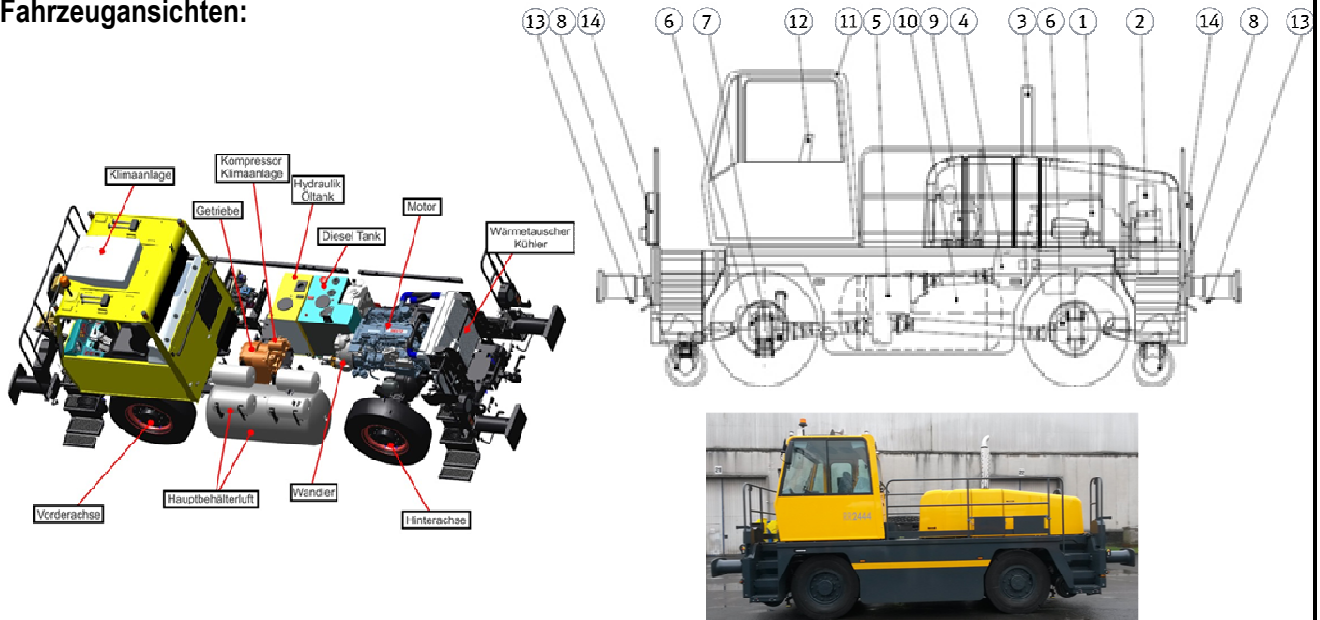 Fahrzeugansichten:
13 8 14 6 7 12 11 5 10 9 4 3 6 1 2 14 8 13
Klimaanlage
Kompressor
Klimaanlage
Getriebe
Hydraulik
Öltank
Motor
Diesel Tank
Wärmetauscher
Kühler
Hauptbehälterluft
Wandler
Vorderachse
Hinterachse
2444